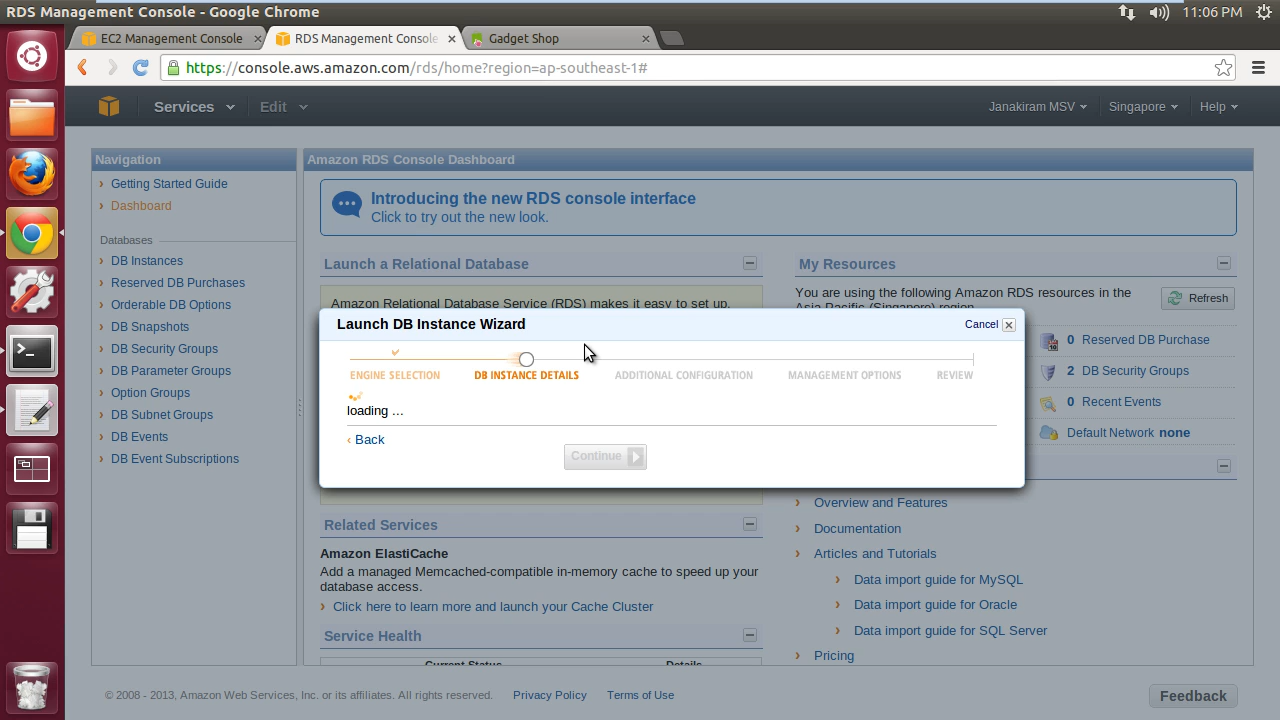 RDS Management Console - Google Chrome
11:06 PM
EC2 Management Console
RDS Management Console
Gadget Shop
https://console.aws.amazon.com/rds/home?region=ap-southeast-1#
Services
Edit
Janakiram MSV
Singapore
Help
Navigation
Getting Started Guide
Dashboard
Databases
DB Instances
Reserved DB Purchases
Orderable DB Options
DB Snapshots
DB Security Groups
DB Parameter Groups
Option Groups
DB Subnet Groups
DB Events
DB Event Subscriptions
Amazon RDS Console Dashboard
Introducing the new RDS console interface
Click to try out the new look.
Launch a Relational Database
Amazon Relational Database Service (RDS) makes it easy to set up,
My Resources
You are using the following Amazon RDS resources in the
Asia Pacific (Singapore) region
Refresh
0 Reserved DB Purchase
2 DB Security Groups
0 Recent Events
Default Network none
Launch DB Instance Wizard
Cancel
ENGINE SELECTION
DB INSTANCE DETAILS
ADDITIONAL CONFIGURATION
MANAGEMENT OPTIONS
REVIEW
loading ...
‹ Back
Continue
Related Services
Amazon ElastiCache
Add a managed Memcached-compatible in-memory cache to speed up your
database access.
Click here to learn more and launch your Cache Cluster
Service Health
Current Status
Details
Overview and Features
Documentation
Articles and Tutorials
Data import guide for MySQL
Data import guide for Oracle
Data import guide for SQL Server
Pricing
© 2008 - 2013, Amazon Web Services, Inc. or its affiliates. All rights reserved.
Privacy Policy
Terms of Use
Feedback